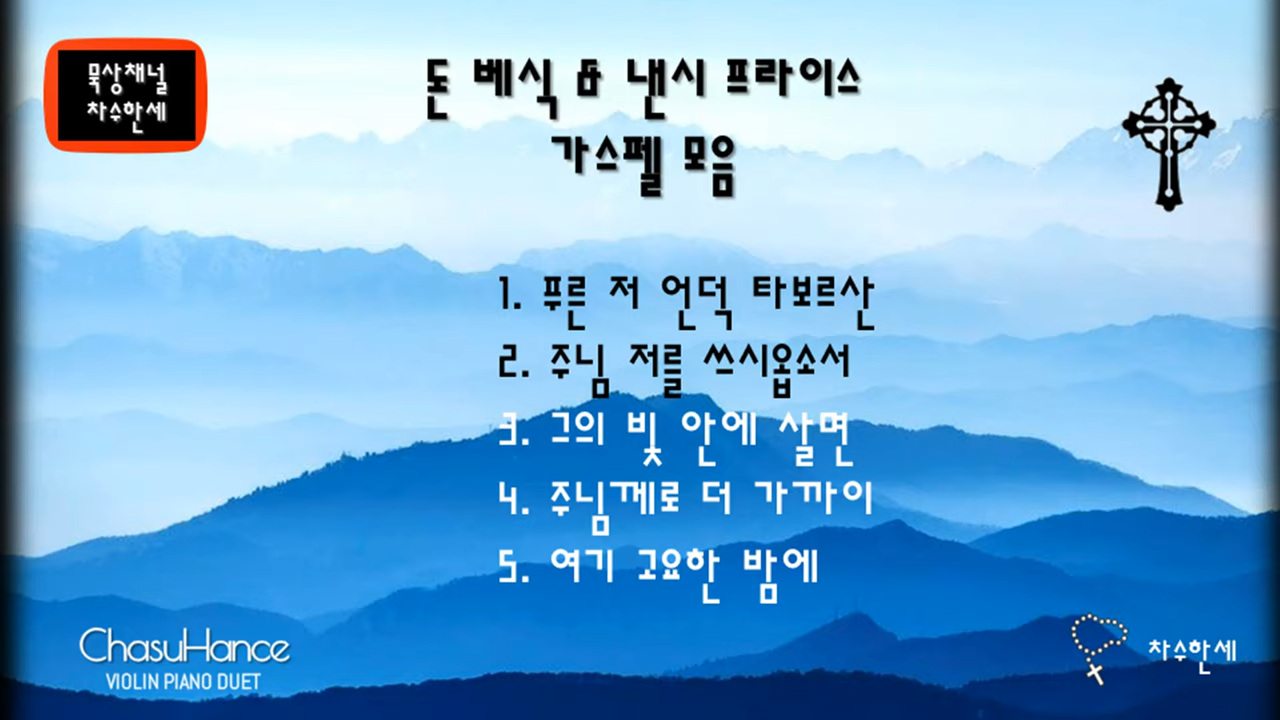 묵상채널
차수한세
돈 베식 & 낸시 프라이스
가스펠 모음
1. 푸른 저 언덕 타보르산
2. 주님 저를 쓰시옵소서
3. 그의 빛 안에 살면
4. 주님께로 더 가까이
5. 여기 고요한 밤에
ChasuHance
VIOLIN PIANO DUET
차수한세